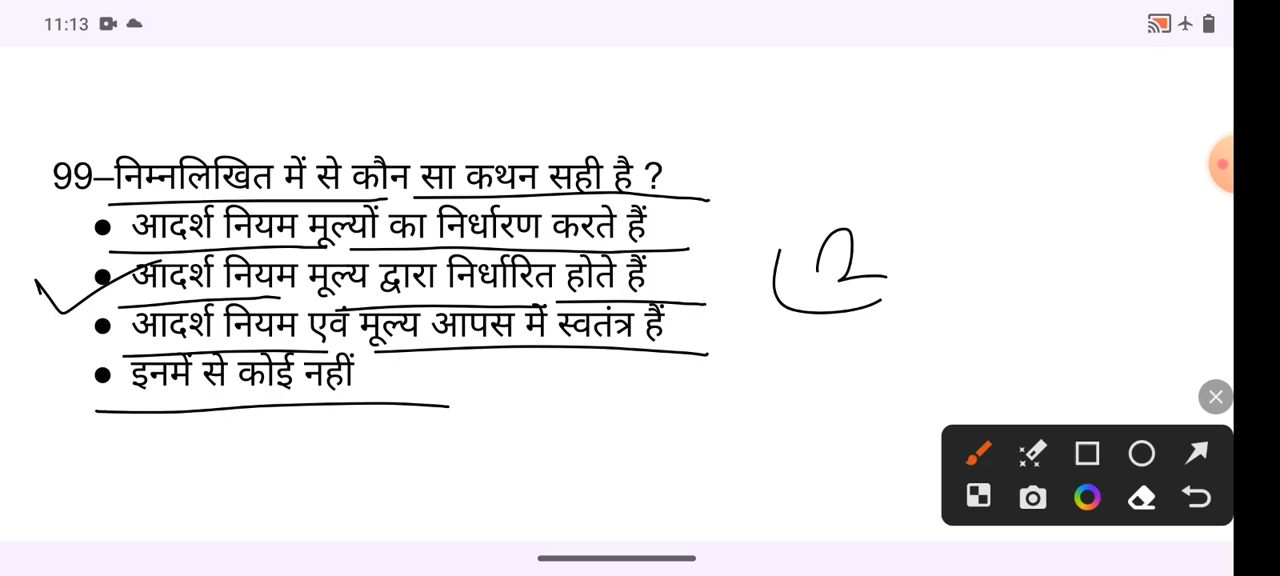 11:13
99–निम्नलिखित में से कौन सा कथन सही है ?
● आदर्श नियम मूल्यों का निर्धारण करते हैं
● आदर्श नियम मूल्य द्वारा निर्धारित होते हैं
● आदर्श नियम एवं मूल्य आपस में स्वतंत्र हैं
● इनमें से कोई नहीं
2